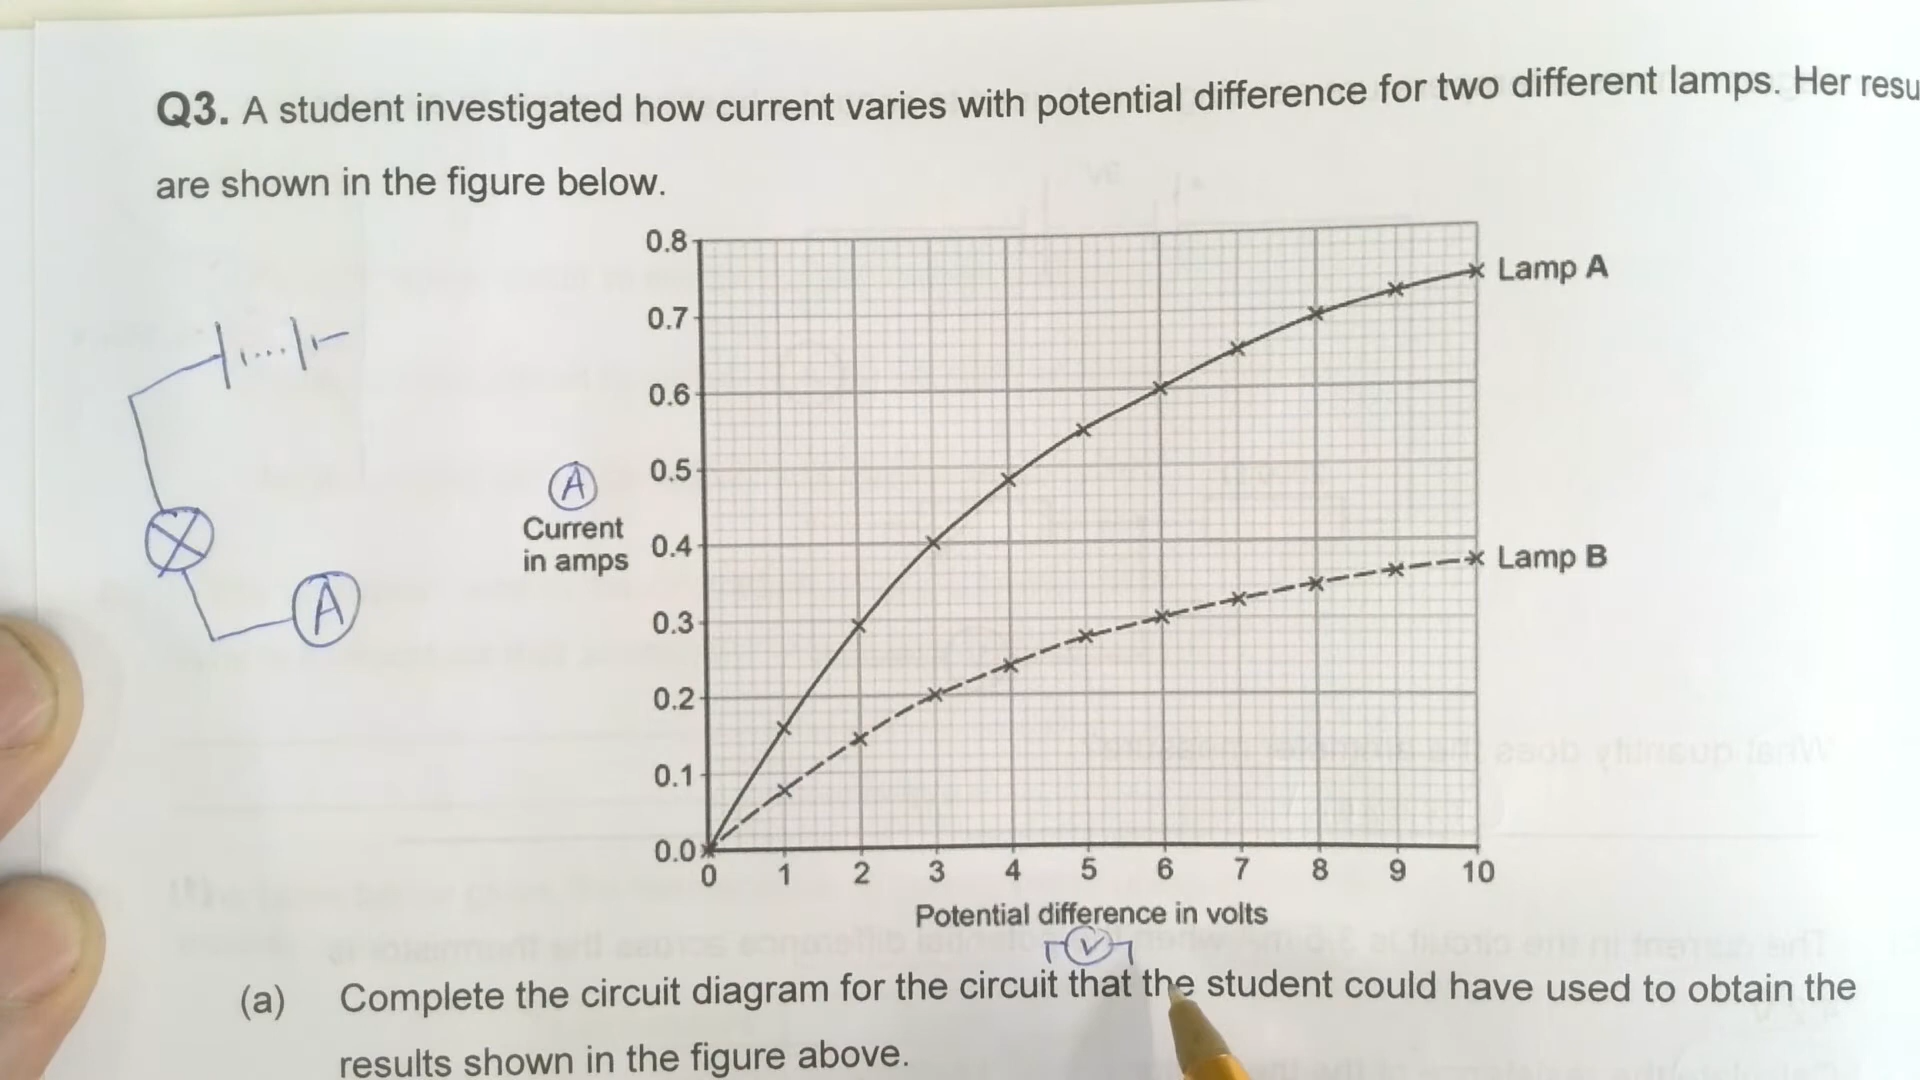 Q3. A student investigated how current varies with potential difference for two different lamps. Her resu
are shown in the figure below.
0.8
Lamp A
0.7
0.6
0.5
A
Current
in amps
0.4
Lamp B
A
0.3
0.2
0.1
0.0
0 1 2 3 4 5 6 7 8 9 10
Potential difference in volts
V
(a) Complete the circuit diagram for the circuit that the student could have used to obtain the
results shown in the figure above.